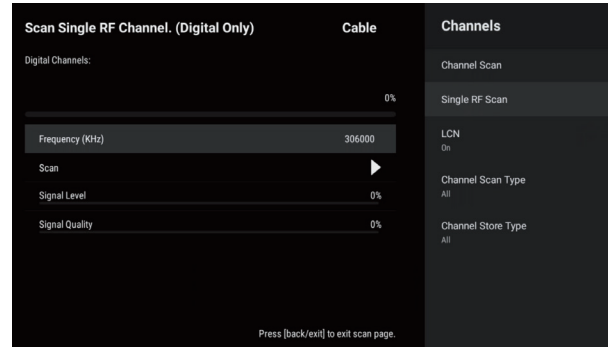 Scan Single RF Channel. (Digital Only) Cable
Digital Channels:
0%
Frequency (KHz) 306000
Scan
Signal Level 0%
Signal Quality 0%
Press [back/exit] to exit scan page.
Channels
Channel Scan
Single RF Scan
LCN
On
Channel Scan Type
All
Channel Store Type
All